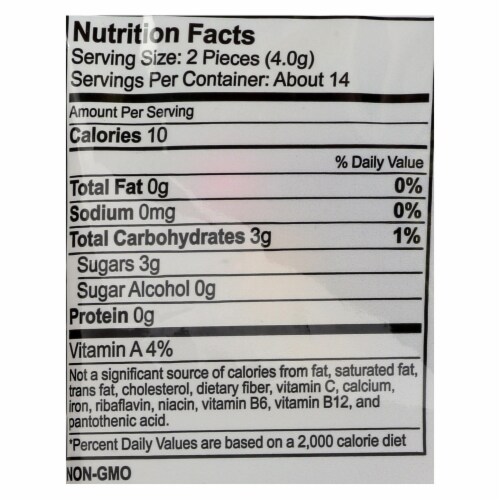 Nutrition Facts
Serving Size: 2 Pieces (4.0g)
Servings Per Container: About 14
Amount Per Serving
Calories 10
% Daily Value
Total Fat 0g 0%
Sodium 0mg 0%
Total Carbohydrates 3g 1%
Sugars 3g
Sugar Alcohol 0g
Protein 0g
Vitamin A 4%
Not a significant source of calories from fat, saturated fat,
trans fat, cholesterol, dietary fiber, vitamin C, calcium,
iron, ribaflavin, niacin, vitamin B6, vitamin B12, and
pantothenic acid.
*Percent Daily Values are based on a 2,000 calorie diet
NON-GMO